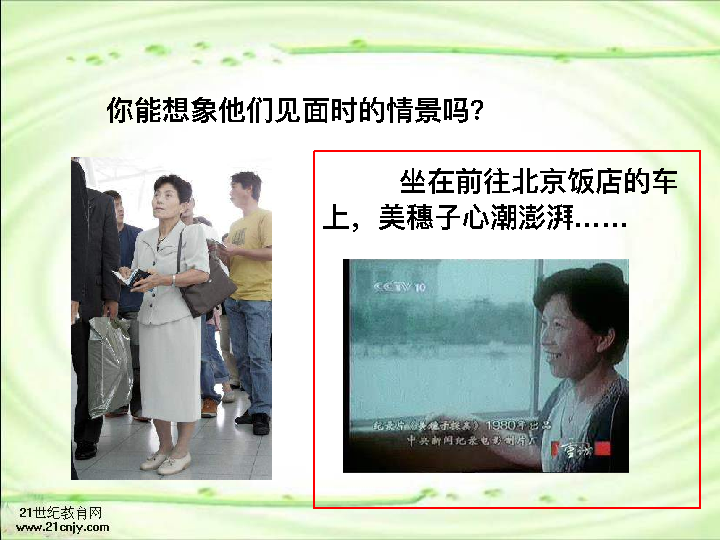 你能想象他们见面时的情景吗?
坐在前往北京饭店的车
上，美穗子心潮澎湃……
CCTV 10
纪录片《美穗子探亲》1980年出品
中央新闻纪录电影制片厂
21世纪教育网
www.21cnjy.com